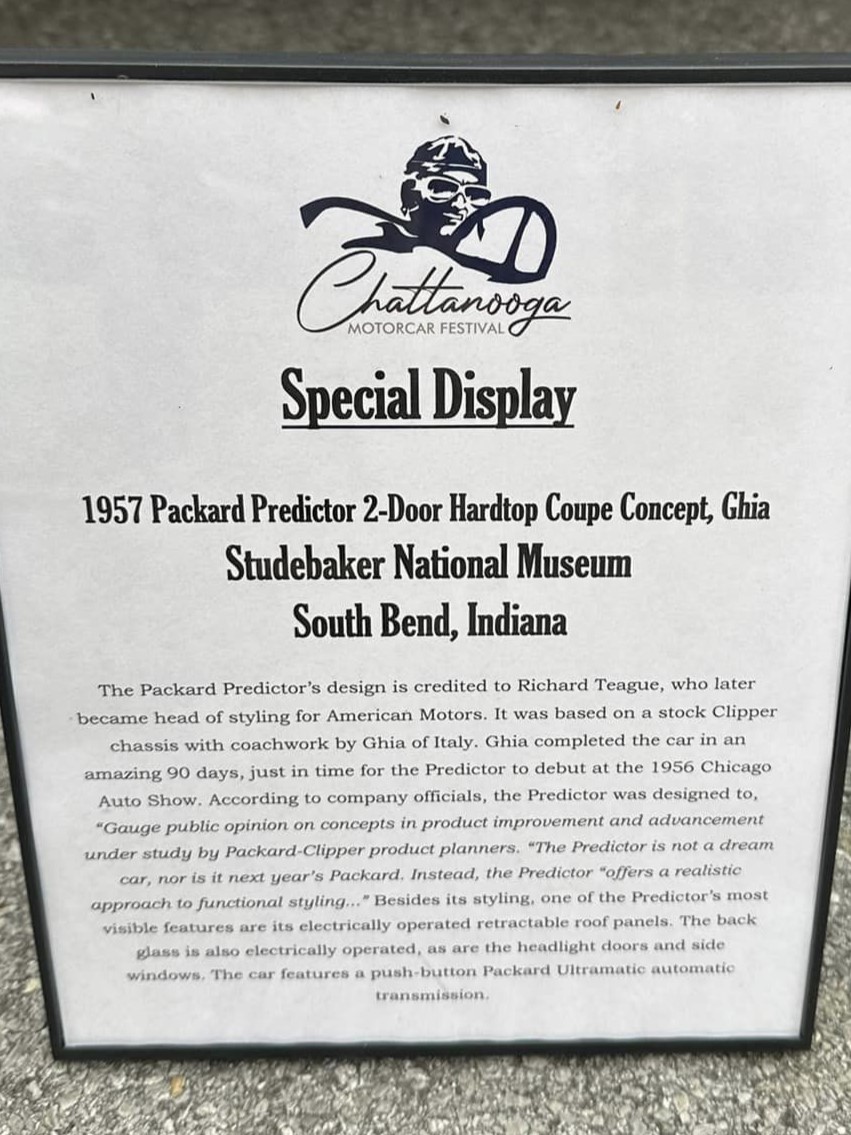 Chattanooga
MOTORCAR FESTIVAL
Special Display
1957 Packard Predictor 2-Door Hardtop Coupe Concept, Ghia
Studebaker National Museum
South Bend, Indiana
The Packard Predictor's design is credited to Richard Teague, who later
became head of styling for American Motors. It was based on a stock Clipper
chassis with coachwork by Ghia of Italy. Ghia completed the car in an
amazing 90 days, just in time for the Predictor to debut at the 1956 Chicago
Auto Show. According to company officials, the Predictor was designed to,
"Gauge public opinion on concepts in product improvement and advancement
under study by Packard-Clipper product planners. "The Predictor is not a dream
car, nor is it next year's Packard. Instead, the Predictor "offers a realistic
approach to functional styling..." Besides its styling, one of the Predictor's most
visible features are its electrically operated retractable roof panels. The back
glass is also electrically operated, as are the headlight doors and side
windows. The car features a push-button Packard Ultramatic automatic
transmission.